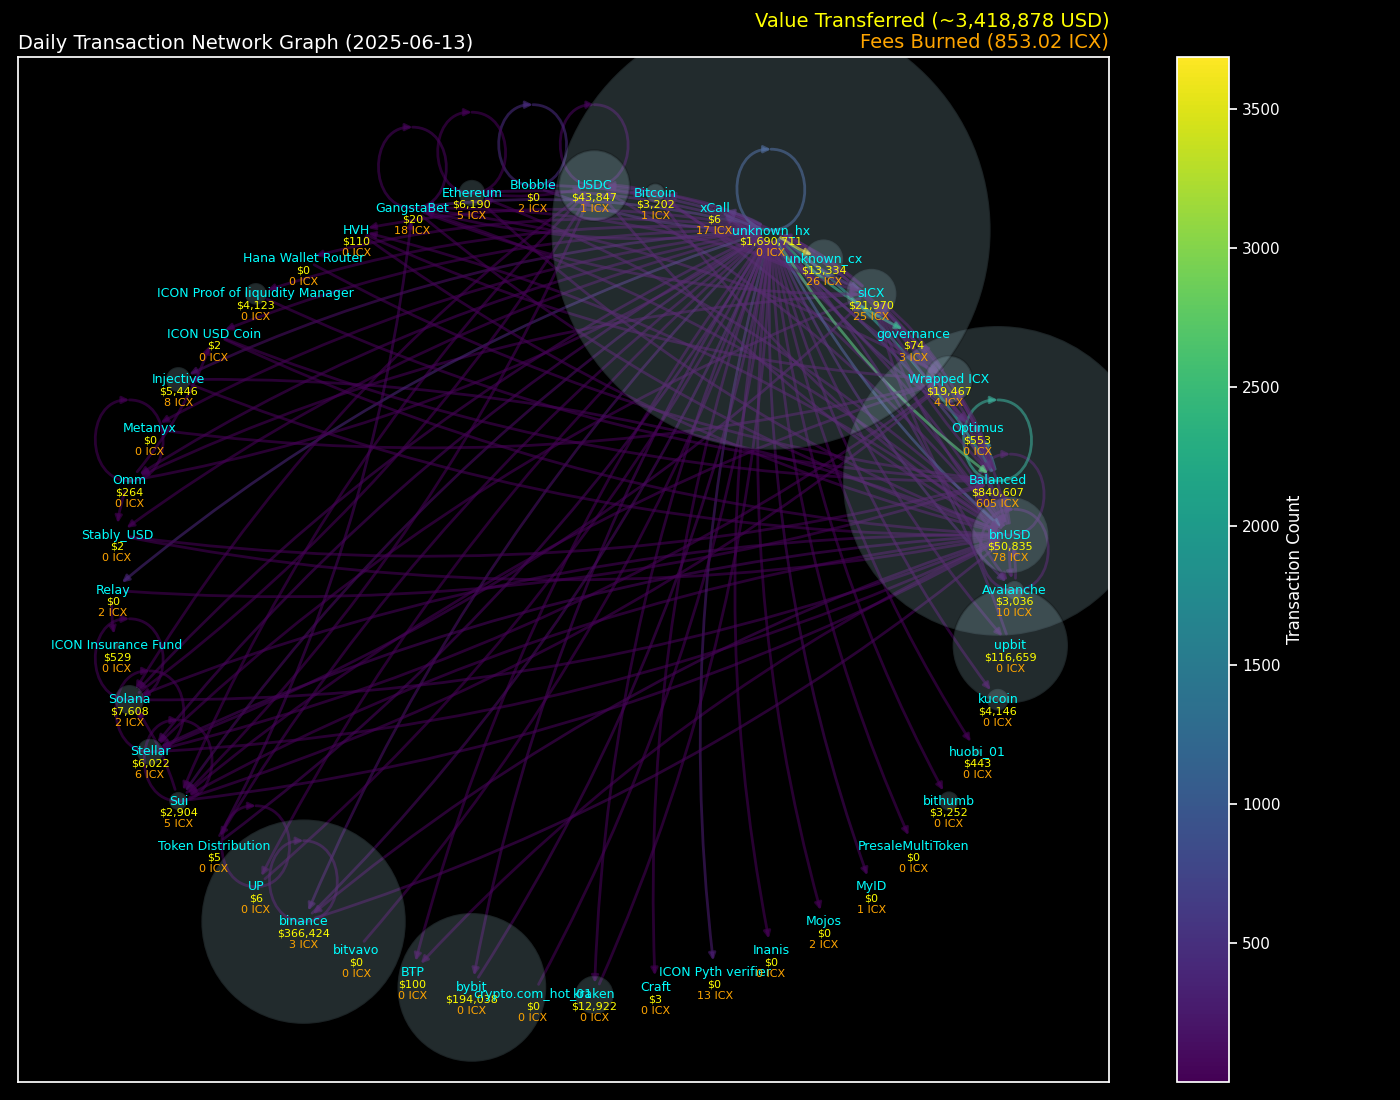 Value Transferred (~3,418,878 USD)
Daily Transaction Network Graph (2025-06-13)
Fees Burned (853.02 ICX)
Blobble
$0
2 ICX
USDC
$43,847
1 ICX
Ethereum
$6,190
5 ICX
Bitcoin
$3,202
1 ICX
GangstaBet
$20
18 ICX
xCall
$6
17 ICX
HVH
$110
0 ICX
unknown_hx
$1,690,711
0 ICX
Hana Wallet Router
$0
0 ICX
unknown_cx
$13,334
26 ICX
ICON Proof of liquidity Manager
$4,123
0 ICX
sICX
$21,970
25 ICX
ICON USD Coin
$2
0 ICX
governance
$74
3 ICX
Injective
$5,446
8 ICX
Wrapped ICX
$19,467
4 ICX
Metanyx
$0
0 ICX
Optimus
$553
0 ICX
Omm
$264
0 ICX
Balanced
$840,607
605 ICX
Stably_USD
$2
0 ICX
bnUSD
$50,835
78 ICX
Relay
$0
2 ICX
Avalanche
$3,036
10 ICX
ICON Insurance Fund
$529
0 ICX
upbit
$116,659
0 ICX
Solana
$7,608
2 ICX
kucoin
$4,146
0 ICX
Stellar
$6,022
6 ICX
huobi_01
$443
0 ICX
Sui
$2,904
5 ICX
bithumb
$3,252
0 ICX
Token Distribution
$5
0 ICX
PresaleMultiToken
$0
0 ICX
UP
$6
0 ICX
MyID
$0
1 ICX
binance
$366,424
3 ICX
Mojos
$0
2 ICX
bitvavo
$0
0 ICX
Inanis
$0
0 ICX
BTP
$100
0 ICX
ICON Pyth verifier
$0
13 ICX
bybit
$194,038
0 ICX
crypto.com_hot_01
$0
0 ICX
kraken
$12,922
0 ICX
Craft
$3
0 ICX
3500
3000
2500
2000
1500
1000
500
Transaction Count